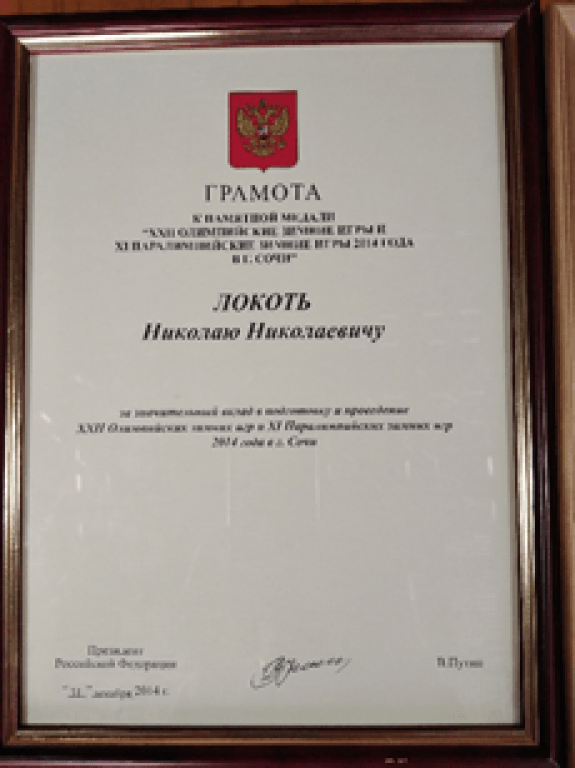 ГРАМОТА
К ПАМЯТНОЙ МЕДАЛИ
"XXII ОЛИМПИЙСКИЕ ЗИМНИЕ ИГРЫ И
XI ПАРАЛИМПИЙСКИЕ ЗИМНИЕ ИГРЫ 2014 ГОДА
В Г. СОЧИ"
ЛОКОТЬ
Николаю Николаевичу
за значительный вклад в подготовку и проведение
XXII Олимпийских зимних игр и XI Паралимпийских зимних игр
2014 года в г. Сочи
Президент
Российской Федерации
В.Путин
декабря 2014 г.